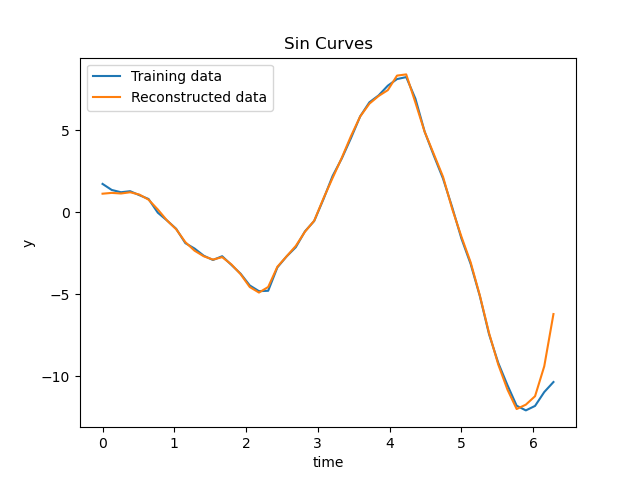 Sin Curves
Training data
Reconstructed data
5
0
−5
−10
y
0 1 2 3 4 5 6
time